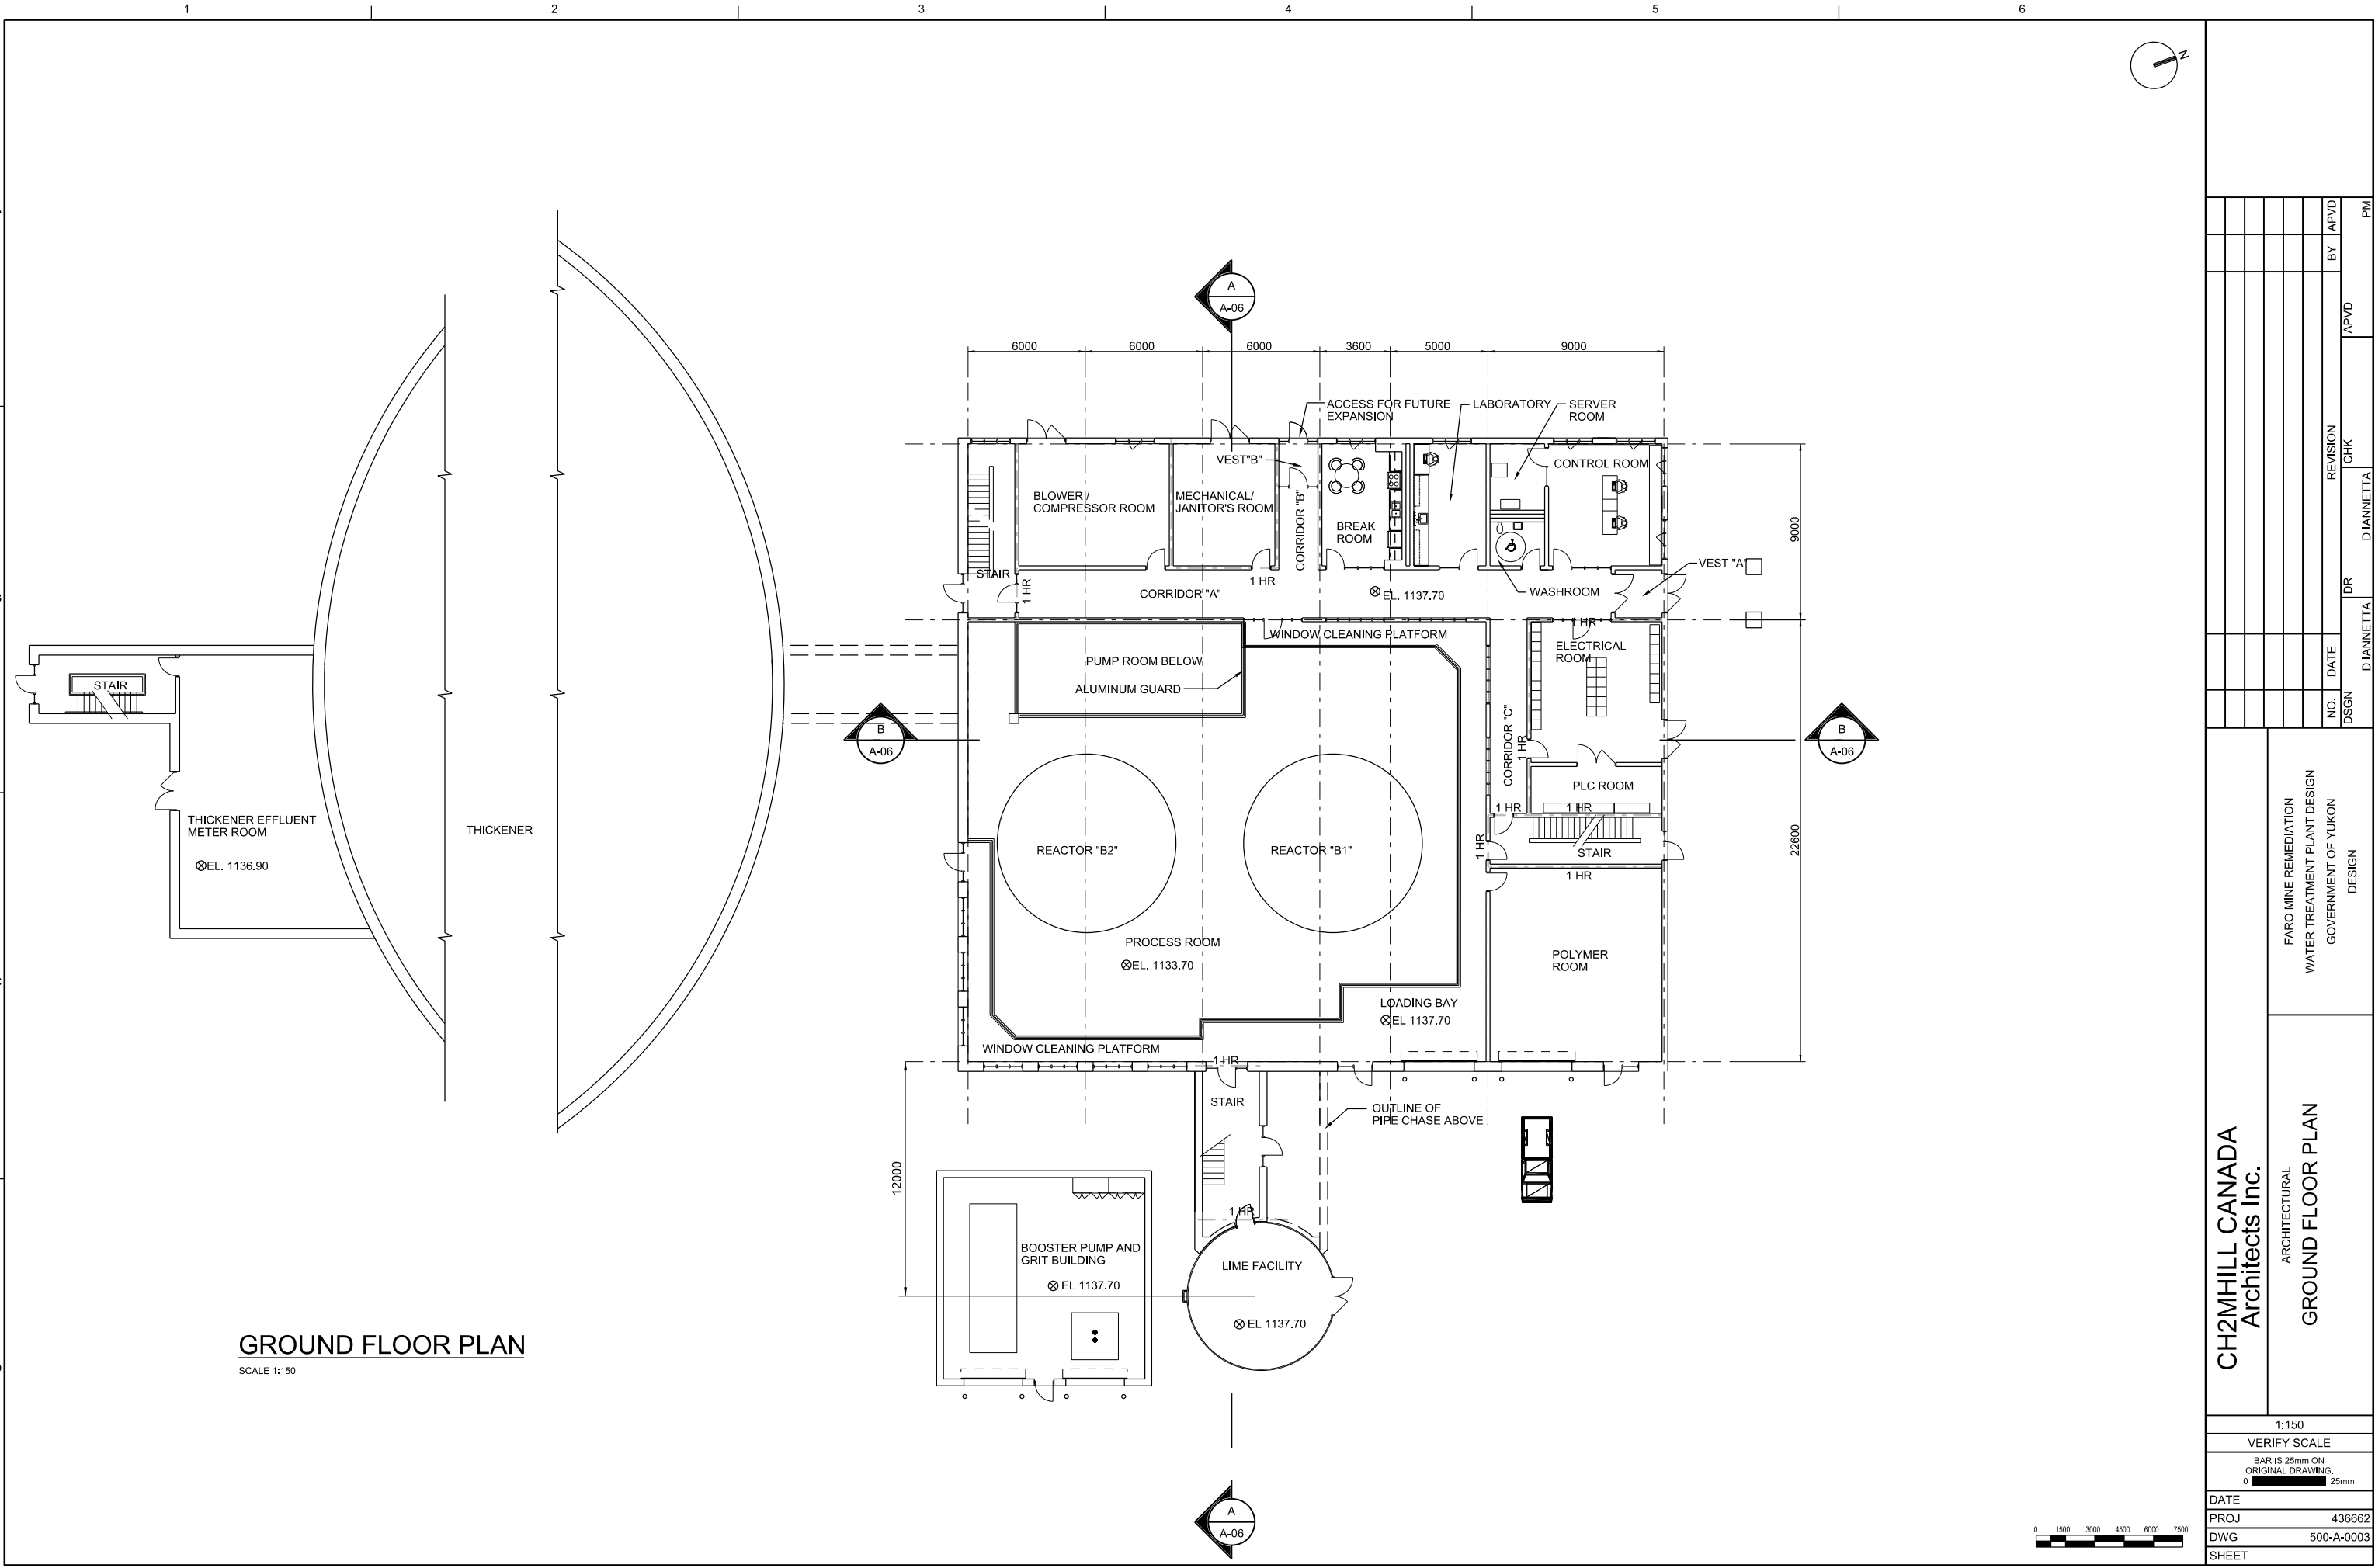 1 2 3 4 5 6
N
A
A-06
6000 6000 6000 3600 5000 9000
ACCESS FOR FUTURE
EXPANSION
LABORATORY
SERVER
ROOM
VEST"B"
CONTROL ROOM
BLOWER/
COMPRESSOR ROOM
MECHANICAL/
JANITOR'S ROOM
CORRIDOR "B"
BREAK
ROOM
9000
STAIR
1 HR
CORRIDOR "A"
1 HR
EL. 1137.70
WASHROOM
VEST "A"
WINDOW CLEANING PLATFORM
1 HR
ELECTRICAL
ROOM
PUMP ROOM BELOW
ALUMINUM GUARD
STAIR
B
A-06
CORRIDOR "C"
1 HR
B
A-06
PLC ROOM
1 HR
1 HR
THICKENER EFFLUENT
METER ROOM
EL. 1136.90
THICKENER
REACTOR "B2"
REACTOR "B1"
1 HR
STAIR
1 HR
22600
PROCESS ROOM
EL. 1133.70
POLYMER
ROOM
LOADING BAY
EL 1137.70
WINDOW CLEANING PLATFORM
1 HR
STAIR
OUTLINE OF
PIPE CHASE ABOVE
12000
1 HR
BOOSTER PUMP AND
GRIT BUILDING
EL 1137.70
LIME FACILITY
EL 1137.70
GROUND FLOOR PLAN
SCALE 1:150
A
A-06
0 1500 3000 4500 6000 7500
NO. DATE REVISION BY APVD
DSGN DR CHK APVD PM
D IANNETTA D IANNETTA
FARO MINE REMEDIATION
WATER TREATMENT PLANT DESIGN
GOVERNMENT OF YUKON
DESIGN
CH2MHILL CANADA
Architects Inc.
ARCHITECTURAL
GROUND FLOOR PLAN
1:150
VERIFY SCALE
BAR IS 25mm ON
ORIGINAL DRAWING.
0 25mm
DATE
PROJ 436662
DWG 500-A-0003
SHEET